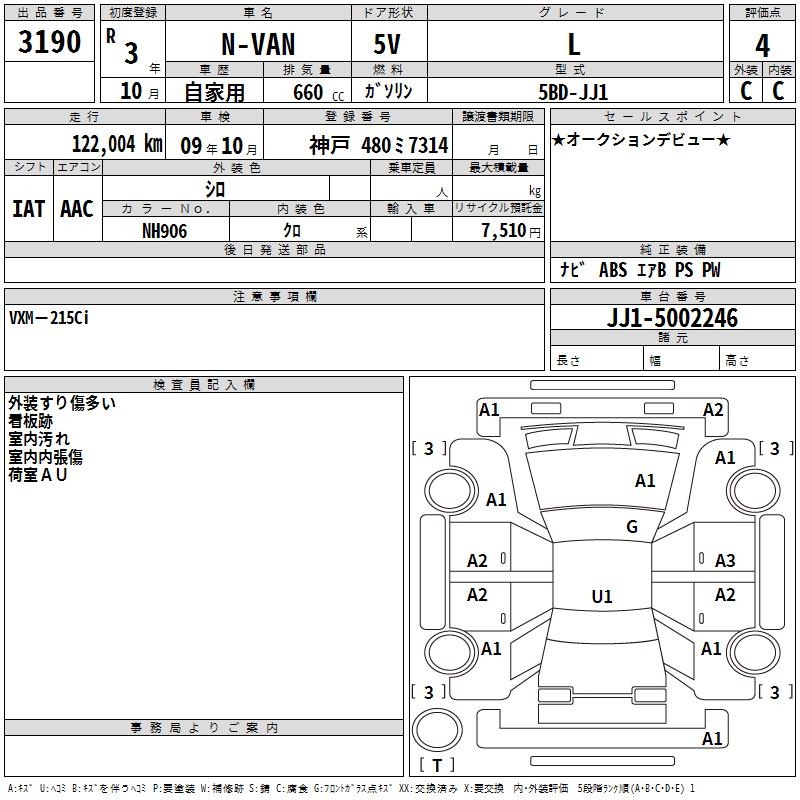 出品番号 初度登録 車名 ドア形状 グレード 評価点
3190 R 3 年 N-VAN 5V L 4
車歴 排気量 燃料 型式 外装 内装
10 月 自家用 660 CC ｶﾞｿﾘﾝ 5BD-JJ1 C C
走行 車検 登録番号 譲渡書類期限 セールスポイント
122,004 km 09年10月 神戸 480ミ7314 月 日 ★オークションデビュー★
シフト エアコン 外装色 乗車定員 最大積載量
IAT AAC ｼﾛ 人 kg
カラーNo. 内装色 輸入車 リサイクル預託金
NH906 ｸﾛ 系 7,510円
後日発送部品 純正装備
ﾅﾋﾞ ABS ｴｱB PS PW
注意事項欄 車台番号
VXM－215Ci JJ1-5002246
諸元
長さ 幅 高さ
検査員記入欄
外装すり傷多い
看板跡
室内汚れ
室内内張傷
荷室ＡＵ
A1 A2
[ 3 ] [ 3 ]
A1
A1
A1
G
A2 A3
A2 U1 A2
A1 A1
[ 3 ] [ 3 ]
A1
[ T ]
事務局よりご案内
A:ｷｽﾞ U:ﾍｺﾐ B:ｷｽﾞを伴うﾍｺﾐ P:要塗装 W:補修跡 S:錆 C:腐食 G:ﾌﾛﾝﾄｶﾞﾗｽ点ｷｽﾞ XX:交換済み X:要交換 内・外装評価 5段階ﾗﾝｸ順(A・B・C・D・E) 1